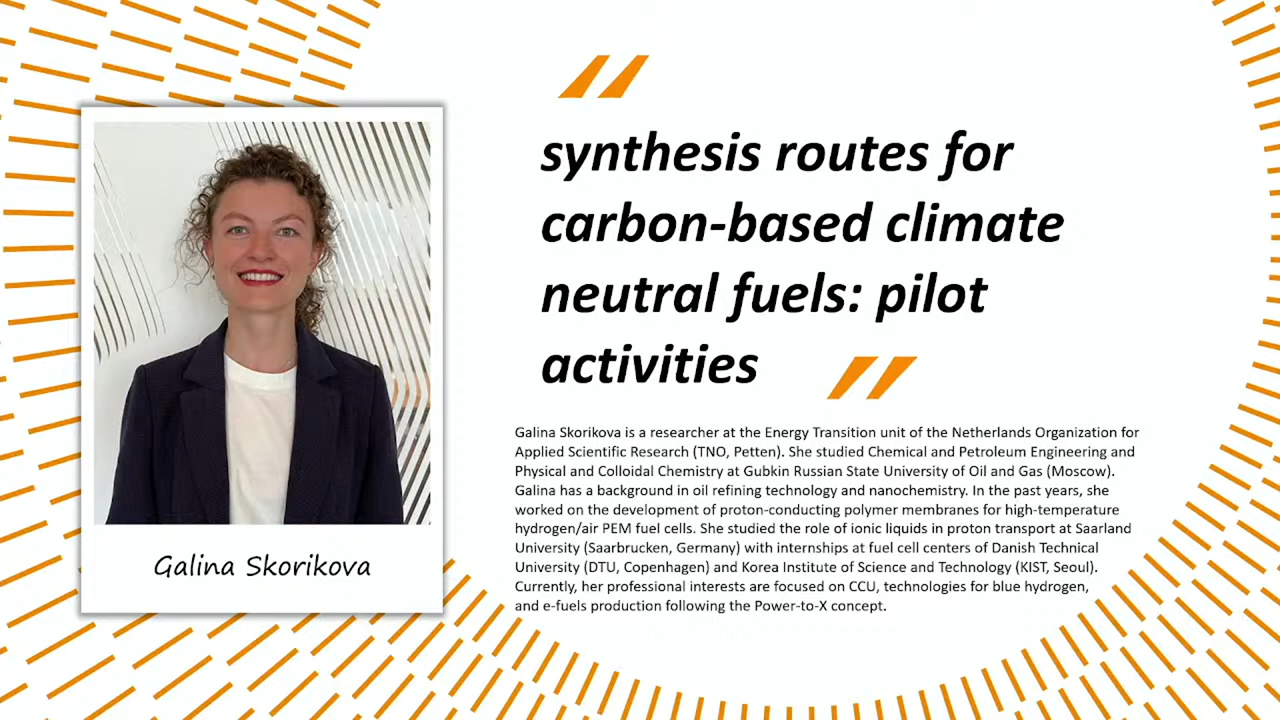 synthesis routes for
carbon-based climate
neutral fuels: pilot
activities
Galina Skorikova is a researcher at the Energy Transition unit of the Netherlands Organization for
Applied Scientific Research (TNO, Petten). She studied Chemical and Petroleum Engineering and
Physical and Colloidal Chemistry at Gubkin Russian State University of Oil and Gas (Moscow).
Galina has a background in oil refining technology and nanochemistry. In the past years, she
worked on the development of proton-conducting polymer membranes for high-temperature
hydrogen/air PEM fuel cells. She studied the role of ionic liquids in proton transport at Saarland
University (Saarbrucken, Germany) with internships at fuel cell centers of Danish Technical
University (DTU, Copenhagen) and Korea Institute of Science and Technology (KIST, Seoul).
Currently, her professional interests are focused on CCU, technologies for blue hydrogen,
and e-fuels production following the Power-to-X concept.
Galina Skorikova